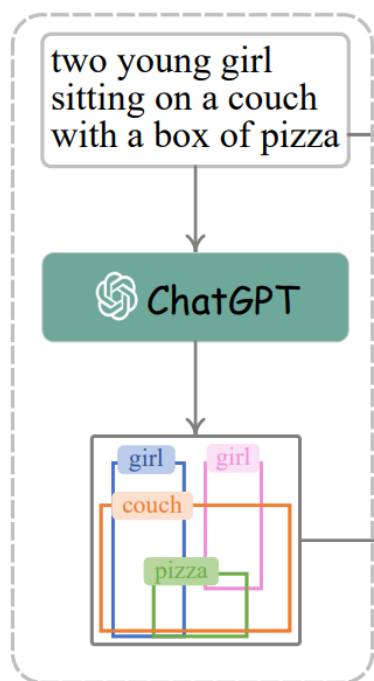 two young girl
sitting on a couch
with a box of pizza
ChatGPT
girl
girl
couch
pizza